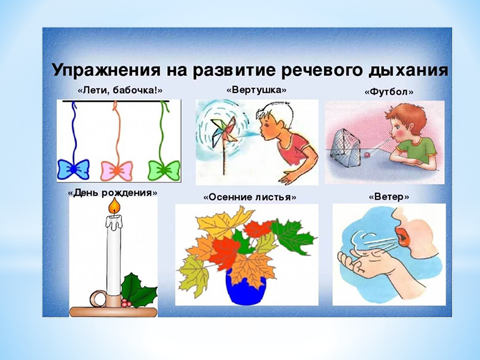 Упражнения на развитие речевого дыхания
«Лети, бабочка!»
«Вертушка»
«Футбол»
«День рождения»
«Осенние листья»
«Ветер»